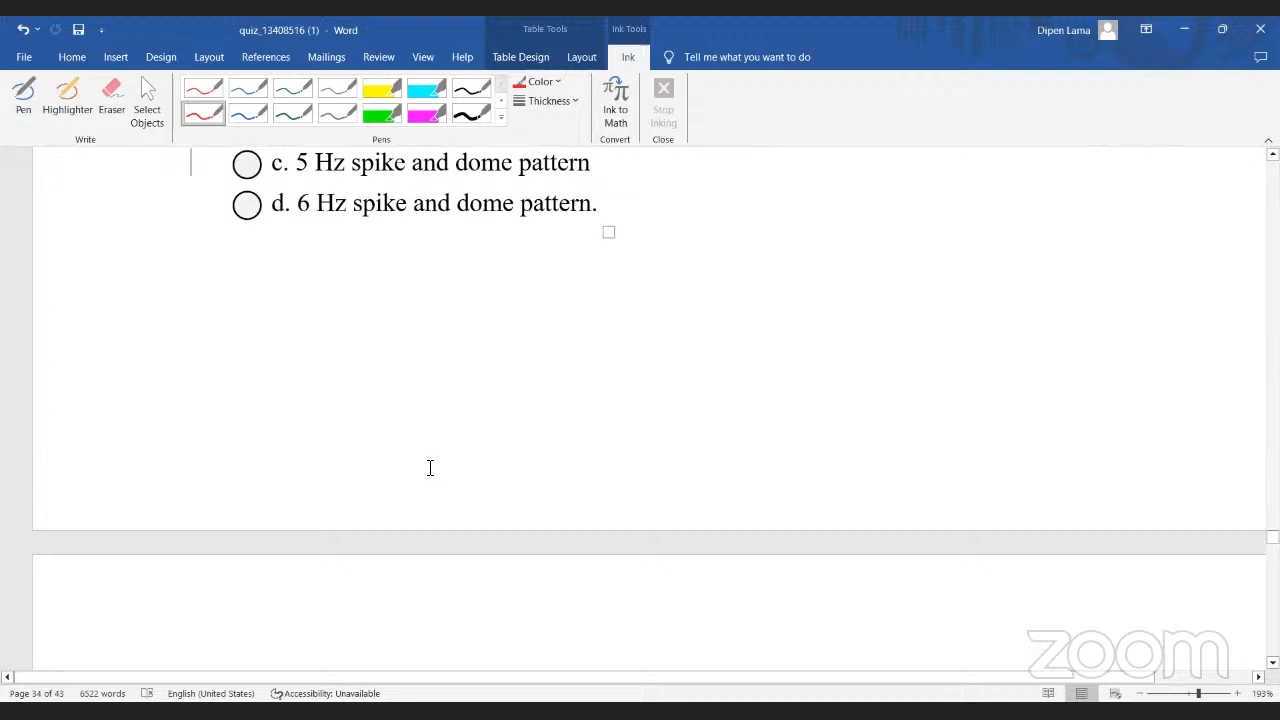 quiz_13408516 (1) - Word
Table Tools
Ink Tools
Dipen Lama
File
Home
Insert
Design
Layout
References
Mailings
Review
View
Help
Table Design
Layout
Ink
Tell me what you want to do
Pen
Highlighter
Eraser
Select
Objects
Color
Thickness
Ink to
Math
Stop
Inking
Write
Pens
Convert
Close
c. 5 Hz spike and dome pattern
d. 6 Hz spike and dome pattern.
zoom
Page 34 of 43
6522 words
English (United States)
Accessibility: Unavailable
193%